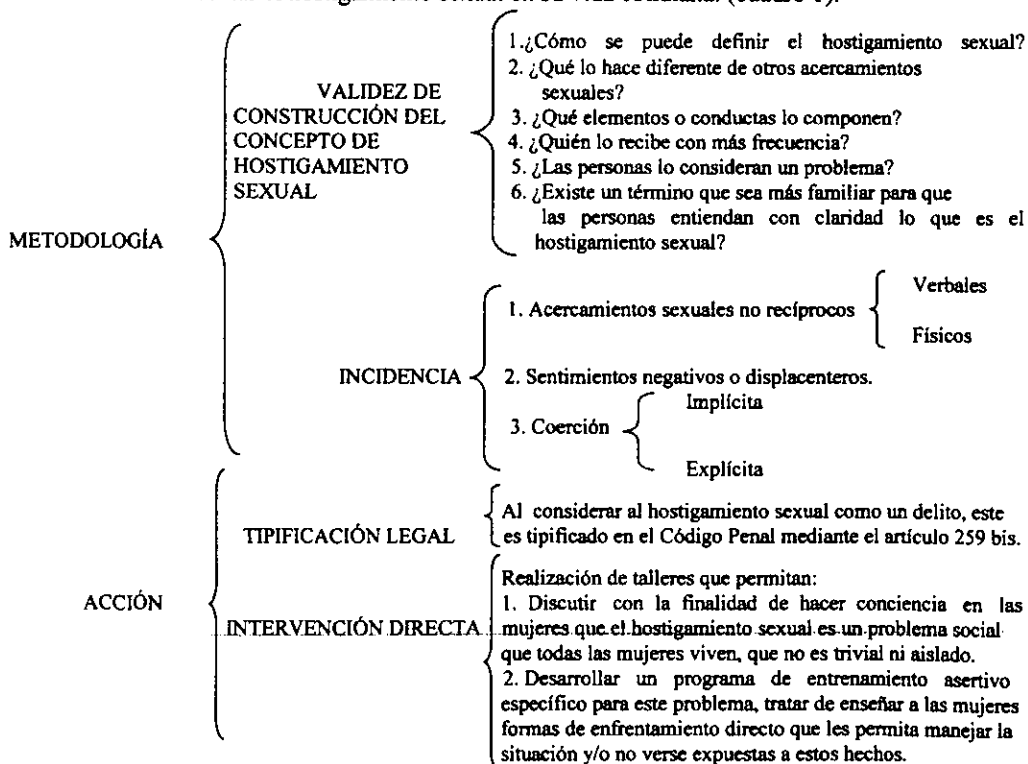 METODOLOGÍA
VALIDEZ DE
CONSTRUCCIÓN DEL
CONCEPTO DE
HOSTIGAMIENTO
SEXUAL
1.¿Cómo se puede definir el hostigamiento sexual?
2. ¿Qué lo hace diferente de otros acercamientos
sexuales?
3. ¿Qué elementos o conductas lo componen?
4. ¿Quién lo recibe con más frecuencia?
5. ¿Las personas lo consideran un problema?
6. ¿Existe un término que sea más familiar para que
las personas entiendan con claridad lo que es el
hostigamiento sexual?
INCIDENCIA
1. Acercamientos sexuales no recíprocos
Verbales
Físicos
2. Sentimientos negativos o displacenteros.
3. Coerción
Implícita
Explícita
ACCIÓN
TIPIFICACIÓN LEGAL
Al considerar al hostigamiento sexual como un delito, este
es tipificado en el Código Penal mediante el artículo 259 bis.
INTERVENCIÓN DIRECTA
Realización de talleres que permitan:
1. Discutir con la finalidad de hacer conciencia en las
mujeres que el hostigamiento sexual es un problema social
que todas las mujeres viven, que no es trivial ni aislado.
2. Desarrollar un programa de entrenamiento asertivo
específico para este problema, tratar de enseñar a las mujeres
formas de enfrentamiento directo que les permita manejar la
situación y/o no verse expuestas a estos hechos.